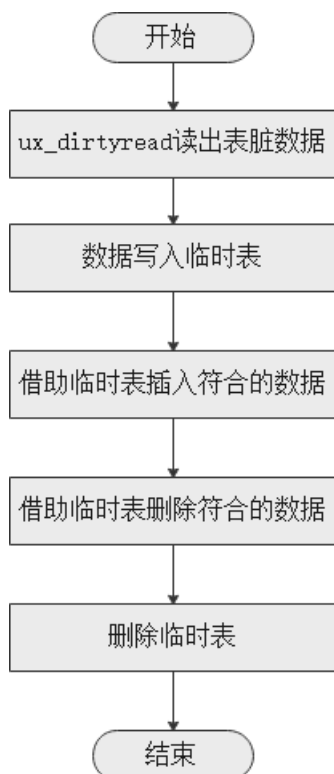 开始
ux_dirtyread读出表脏数据
数据写入临时表
借助临时表插入符合的数据
借助临时表删除符合的数据
删除临时表
结束